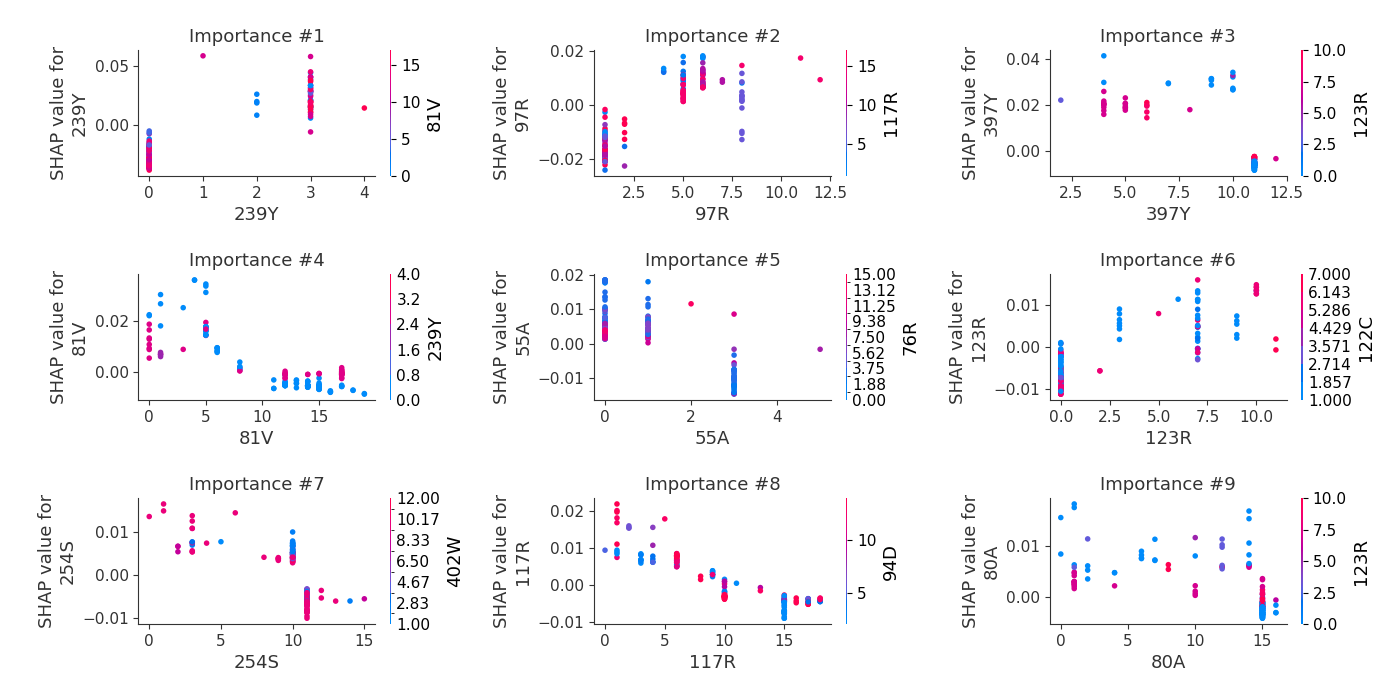 Importance #1
SHAP value for
239Y
0.05
0.00
0 1 2 3 4
239Y
15
10
5
0
81V
Importance #2
SHAP value for
97R
0.02
0.00
−0.02
2.5 5.0 7.5 10.0 12.5
97R
15
10
5
117R
Importance #3
SHAP value for
397Y
0.04
0.02
0.00
2.5 5.0 7.5 10.0 12.5
397Y
10.0
7.5
5.0
2.5
0.0
123R
Importance #4
SHAP value for
81V
0.02
0.00
0 5 10 15
81V
4.0
3.2
2.4
1.6
0.8
0.0
239Y
Importance #5
SHAP value for
55A
0.02
0.01
0.00
−0.01
0 2 4
55A
15.00
13.12
11.25
9.38
7.50
5.62
3.75
1.88
0.00
76R
Importance #6
SHAP value for
123R
0.01
0.00
−0.01
0.0 2.5 5.0 7.5 10.0
123R
7.000
6.143
5.286
4.429
3.571
2.714
1.857
1.000
122C
Importance #7
SHAP value for
254S
0.01
0.00
−0.01
0 5 10 15
254S
12.00
10.17
8.33
6.50
4.67
2.83
1.00
402W
Importance #8
SHAP value for
117R
0.02
0.01
0.00
−0.01
0 5 10 15
117R
10
5
94D
Importance #9
SHAP value for
80A
0.01
0.00
0 5 10 15
80A
10.0
7.5
5.0
2.5
0.0
123R